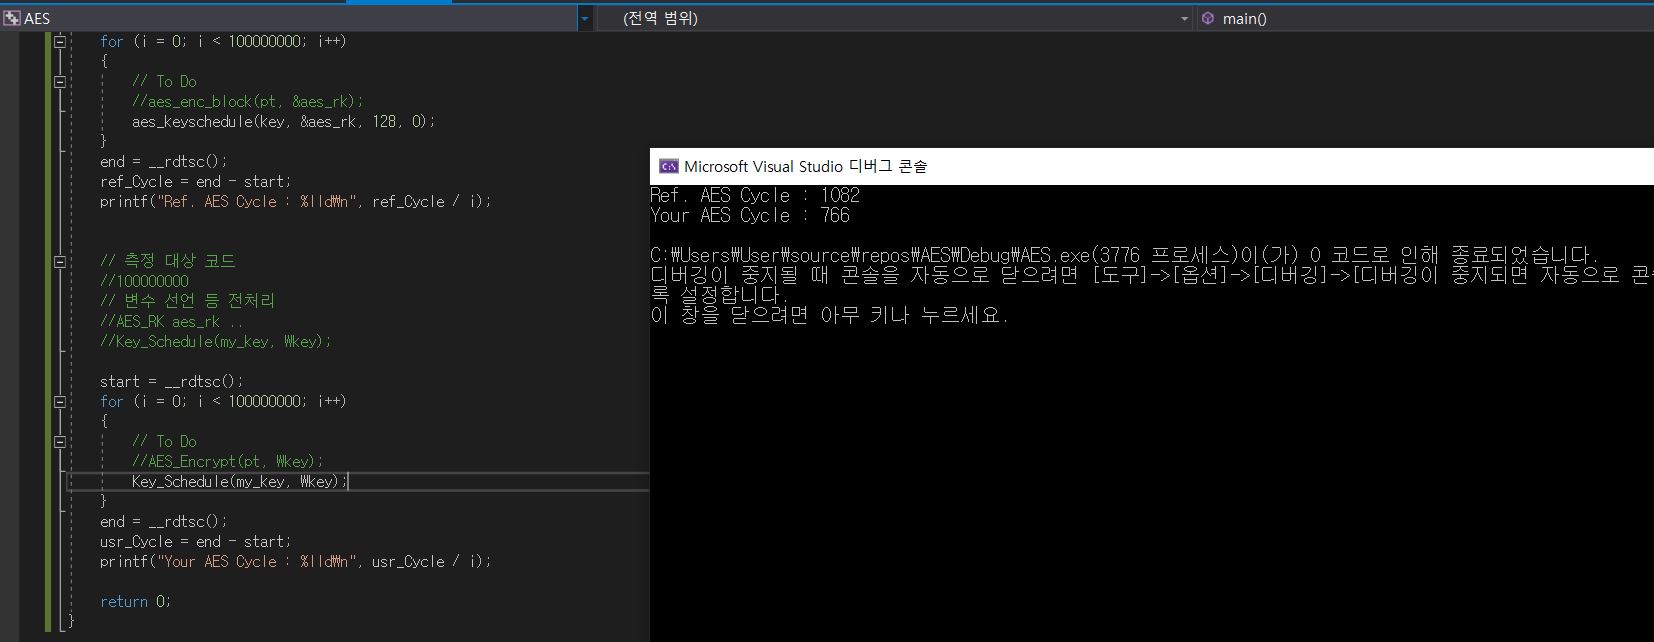 AES
(전역 범위)
main()
for (i = 0; i < 100000000; i++)
{
// To Do
//aes_enc_block(pt, &aes_rk);
aes_keyschedule(key, &aes_rk, 128, 0);
}
end = __rdtsc();
ref_Cycle = end - start;
printf("Ref. AES Cycle : %lld₩n", ref_Cycle / i);
// 측정 대상 코드
//100000000
// 변수 선언 등 전처리
//AES_RK aes_rk ..
//Key_Schedule(my_key, Wkey);
start = __rdtsc();
for (i = 0; i < 100000000; i++)
{
// To Do
//AES_Encrypt(pt, Wkey);
Key_Schedule(my_key, Wkey);
}
end = __rdtsc();
usr_Cycle = end - start;
printf("Your AES Cycle : %lld₩n", usr_Cycle / i);
return 0;
}
Microsoft Visual Studio 디버그 콘솔
Ref. AES Cycle : 1082
Your AES Cycle : 766
C:₩Users₩User₩source₩repos₩AES₩Debug₩AES.exe(3776 프로세스)이(가) 0 코드로 인해 종료되었습니다.
디버깅이 중지될 때 콘솔을 자동으로 닫으려면 [도구]->[옵션]->[디버깅]->[디버깅이 중지되면 자동으로 콘
록 설정합니다.
이 창을 닫으려면 아무 키나 누르세요.